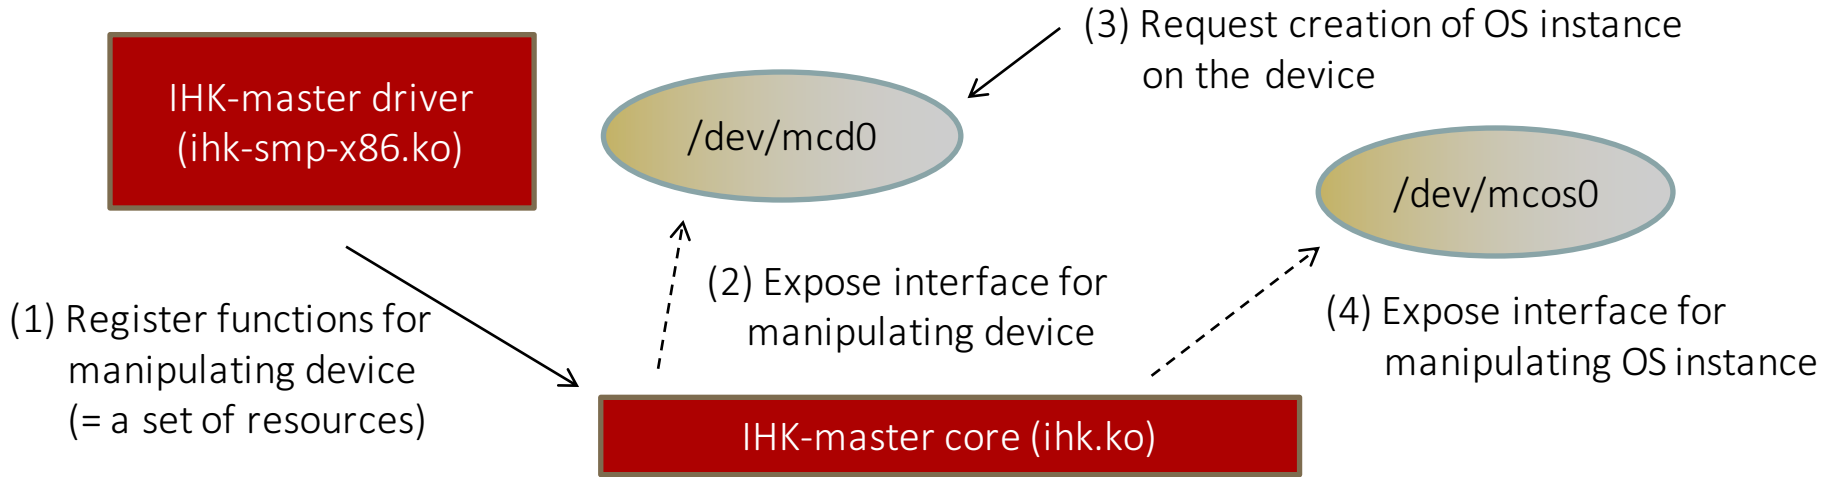 IHK-master driver
(ihk-smp-x86.ko)
/dev/mcd0
(3) Request creation of OS instance
on the device
/dev/mcos0
(1) Register functions for
manipulating device
(= a set of resources)
(2) Expose interface for
manipulating device
(4) Expose interface for
manipulating OS instance
IHK-master core (ihk.ko)